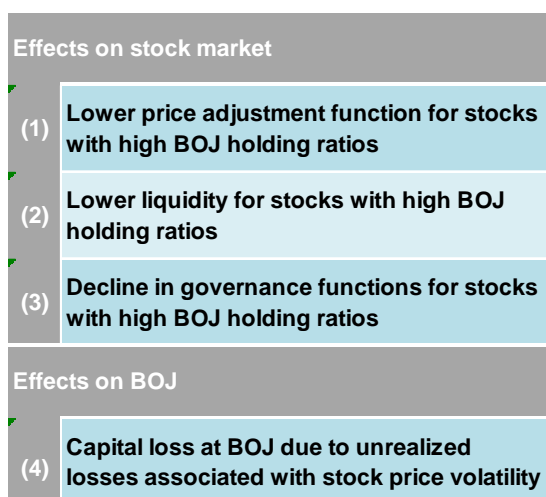 Effects on stock market
(1)
Lower price adjustment function for stocks
with high BOJ holding ratios
(2)
Lower liquidity for stocks with high BOJ
holding ratios
(3)
Decline in governance functions for stocks
with high BOJ holding ratios
Effects on BOJ
(4)
Capital loss at BOJ due to unrealized
losses associated with stock price volatility